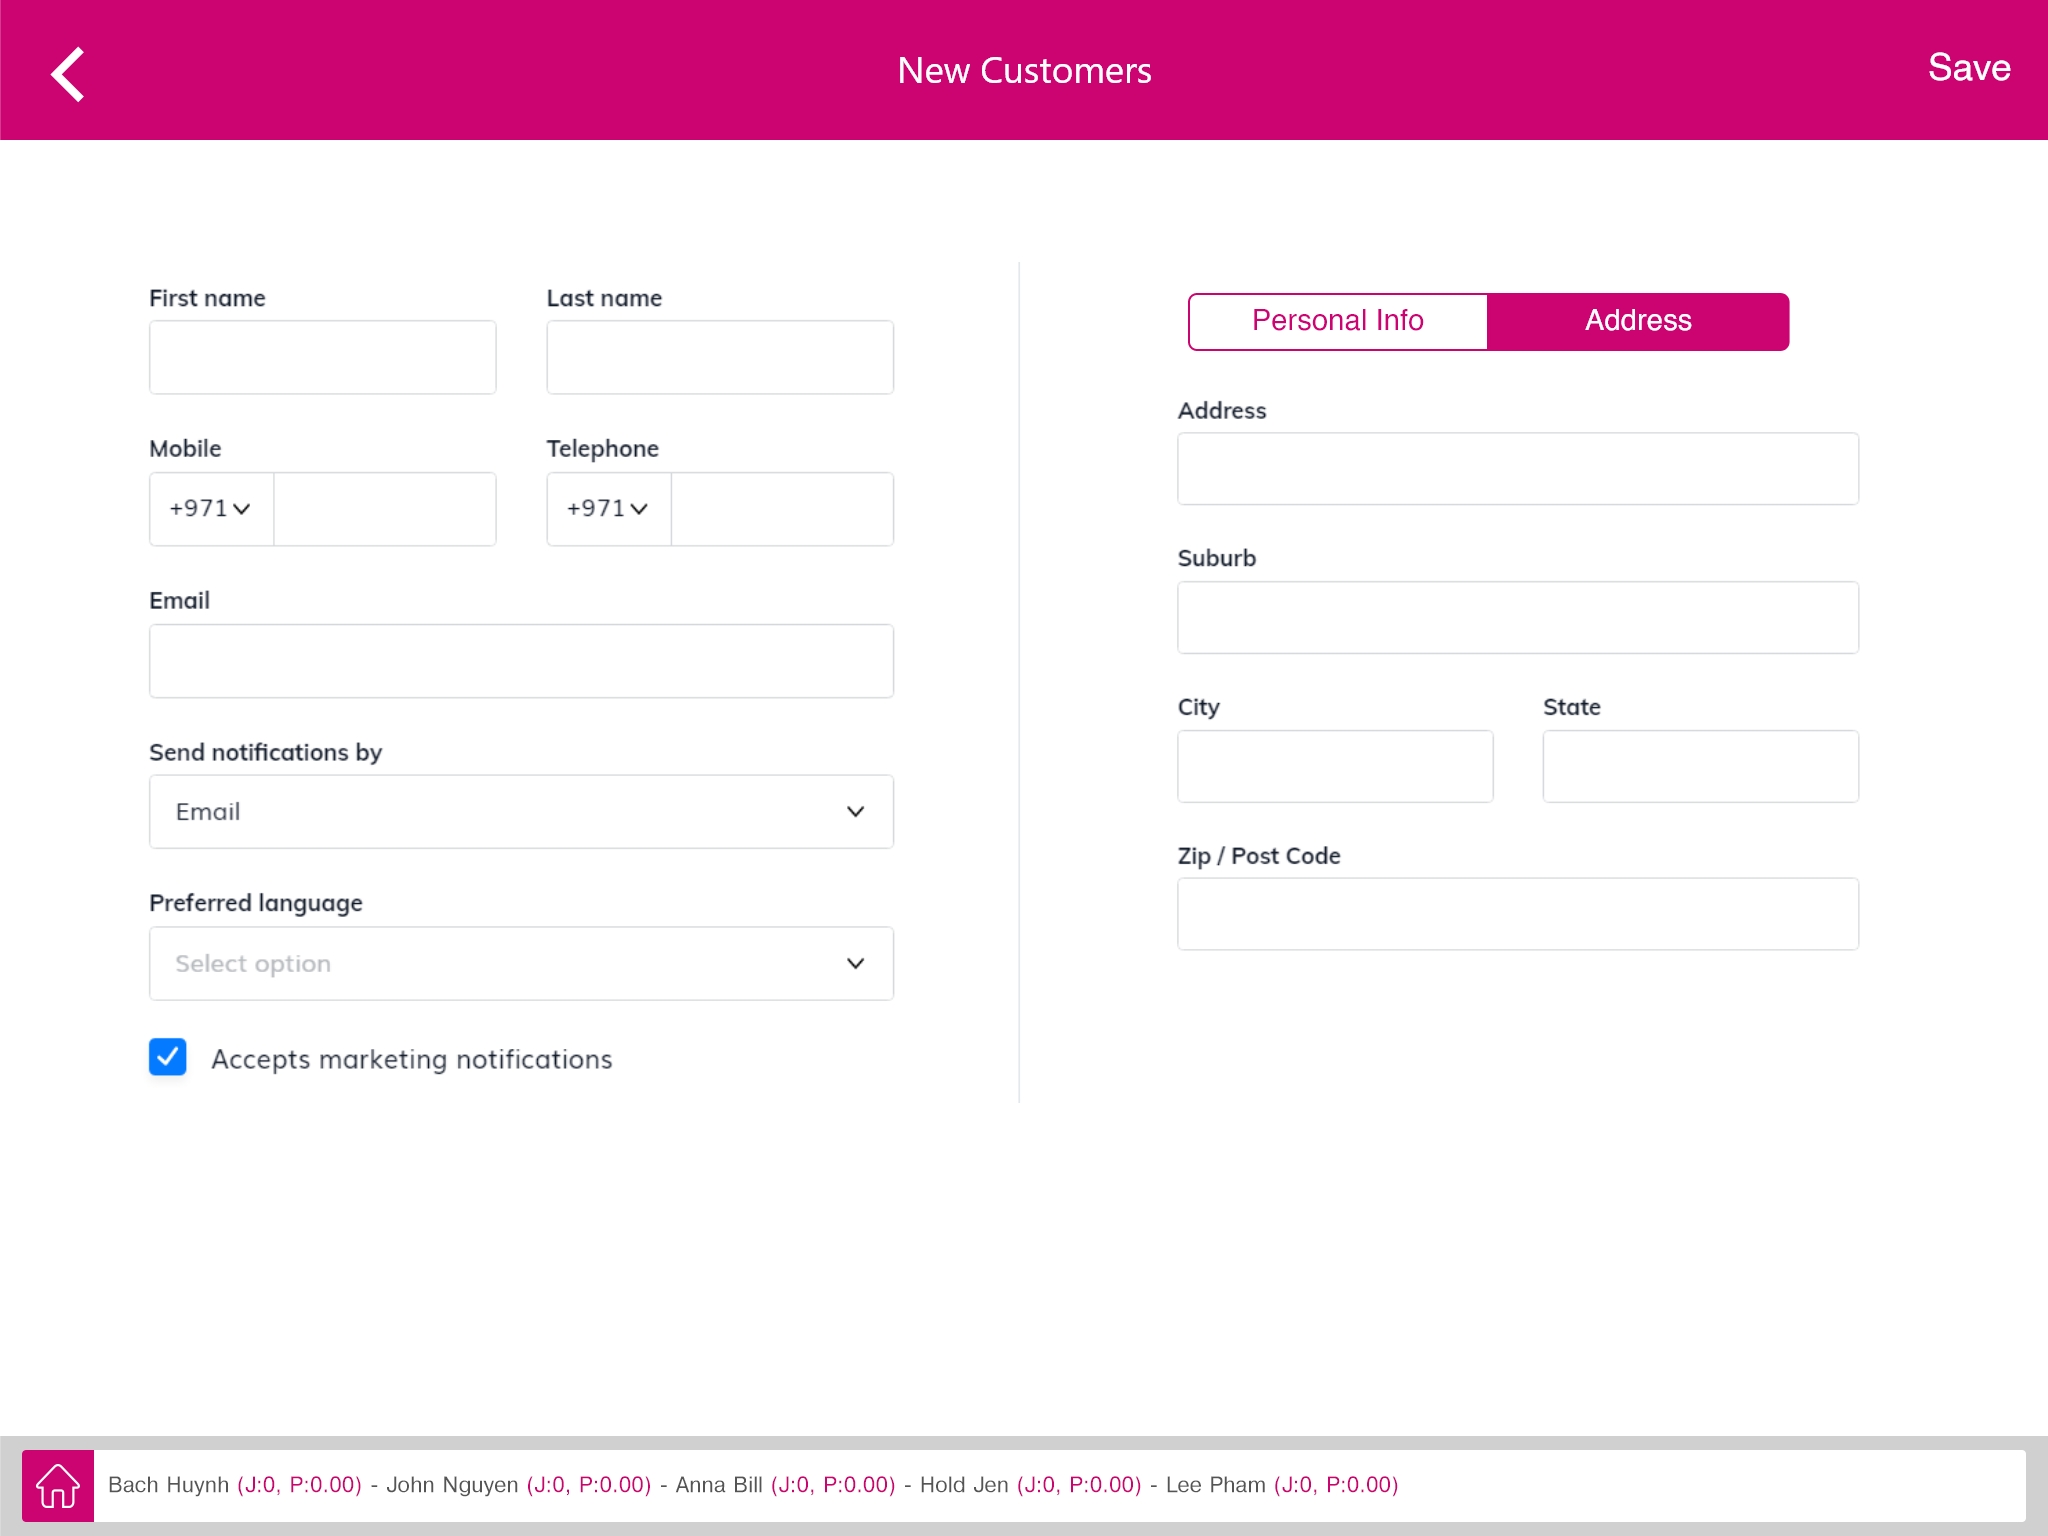 New Customers
Save
First name
Last name
Mobile
+971
Telephone
+971
Email
Send notifications by
Email
Preferred language
Select option
Accepts marketing notifications
Personal Info
Address
Address
Suburb
City
State
Zip / Post Code
Bach Huynh (J:0, P:0.00) - John Nguyen (J:0, P:0.00) - Anna Bill (J:0, P:0.00) - Hold Jen (J:0, P:0.00) - Lee Pham (J:0, P:0.00)